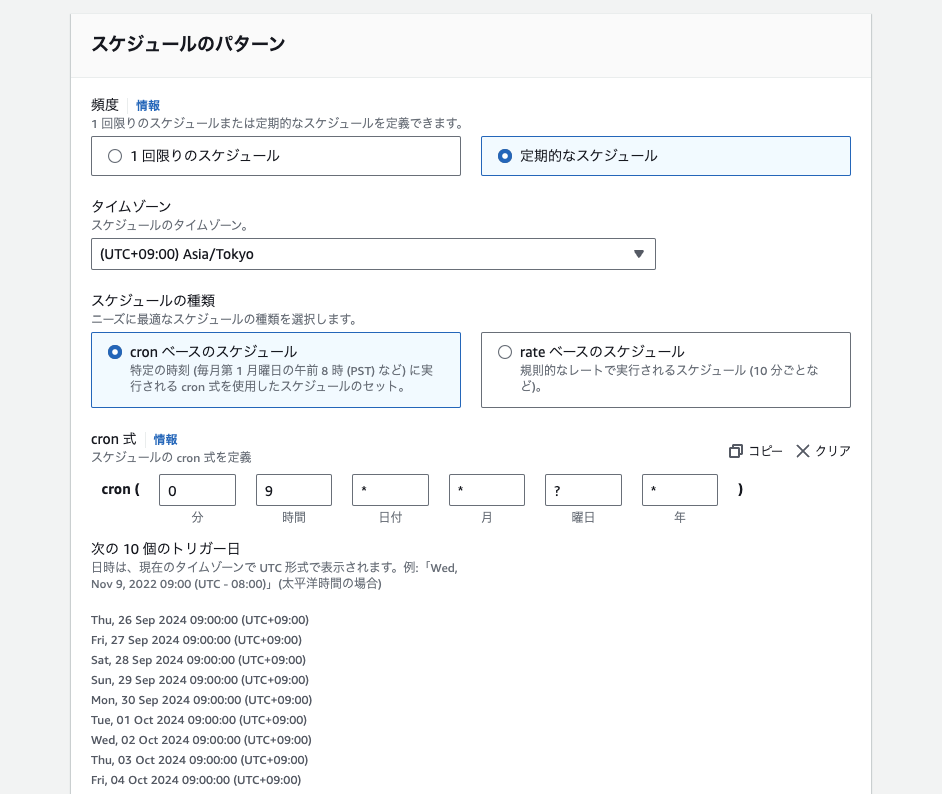 スケジュールのパターン
頻度 情報
1 回限りのスケジュールまたは定期的なスケジュールを定義できます。
1 回限りのスケジュール 定期的なスケジュール
タイムゾーン
スケジュールのタイムゾーン。
(UTC+09:00) Asia/Tokyo
スケジュールの種類
ニーズに最適なスケジュールの種類を選択します。
cron ベースのスケジュール
特定の時刻 (毎月第 1 月曜日の午前 8 時 (PST) など) に実
行される cron 式を使用したスケジュールのセット。
rate ベースのスケジュール
規則的なレートで実行されるスケジュール (10 分ごとな
ど)。
cron 式 情報
スケジュールの cron 式を定義
コピー クリア
cron ( 0 9 * * ? * )
分 時間 日付 月 曜日 年
次の 10 個のトリガー日
日時は、現在のタイムゾーンで UTC 形式で表示されます。例:「Wed,
Nov 9, 2022 09:00 (UTC - 08:00)」(太平洋時間の場合)
Thu, 26 Sep 2024 09:00:00 (UTC+09:00)
Fri, 27 Sep 2024 09:00:00 (UTC+09:00)
Sat, 28 Sep 2024 09:00:00 (UTC+09:00)
Sun, 29 Sep 2024 09:00:00 (UTC+09:00)
Mon, 30 Sep 2024 09:00:00 (UTC+09:00)
Tue, 01 Oct 2024 09:00:00 (UTC+09:00)
Wed, 02 Oct 2024 09:00:00 (UTC+09:00)
Thu, 03 Oct 2024 09:00:00 (UTC+09:00)
Fri, 04 Oct 2024 09:00:00 (UTC+09:00)